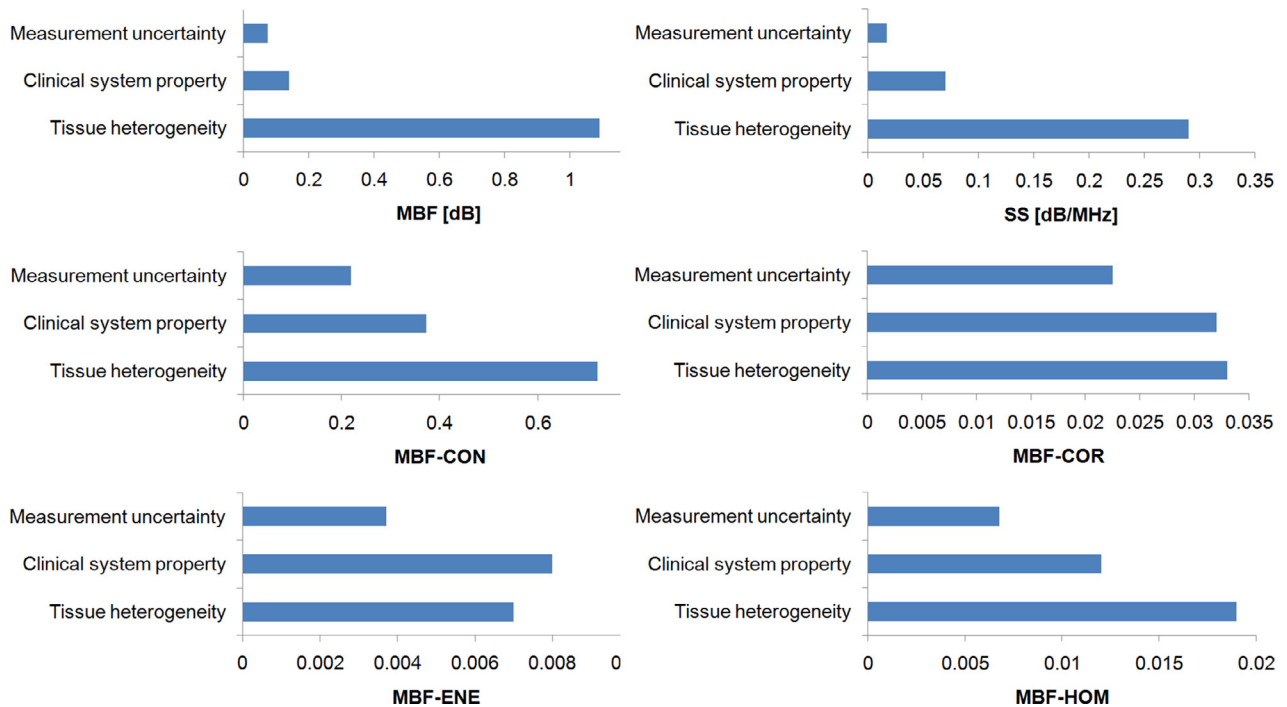 Measurement uncertainty
Clinical system property
Tissue heterogeneity
0 0.2 0.4 0.6 0.8 1
MBF [dB]
Measurement uncertainty
Clinical system property
Tissue heterogeneity
0 0.05 0.1 0.15 0.2 0.25 0.3 0.35
SS [dB/MHz]
Measurement uncertainty
Clinical system property
Tissue heterogeneity
0 0.2 0.4 0.6
MBF-CON
Measurement uncertainty
Clinical system property
Tissue heterogeneity
0 0.005 0.01 0.015 0.02 0.025 0.03 0.035
MBF-COR
Measurement uncertainty
Clinical system property
Tissue heterogeneity
0 0.002 0.004 0.006 0.008 0
MBF-ENE
Measurement uncertainty
Clinical system property
Tissue heterogeneity
0 0.005 0.01 0.015 0.02
MBF-HOM